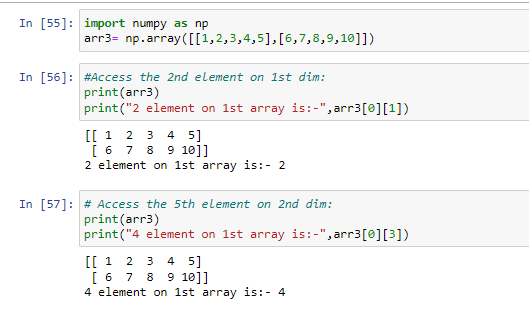 In [55]: import numpy as np
arr3= np.array([[1,2,3,4,5],[6,7,8,9,10]])
In [56]: #Access the 2nd element on 1st dim:
print(arr3)
print("2 element on 1st array is:-",arr3[0][1])
[[ 1  2  3  4  5]
 [ 6  7  8  9 10]]
2 element on 1st array is:- 2
In [57]: # Access the 5th element on 2nd dim:
print(arr3)
print("4 element on 1st array is:-",arr3[0][3])
[[ 1  2  3  4  5]
 [ 6  7  8  9 10]]
4 element on 1st array is:- 4